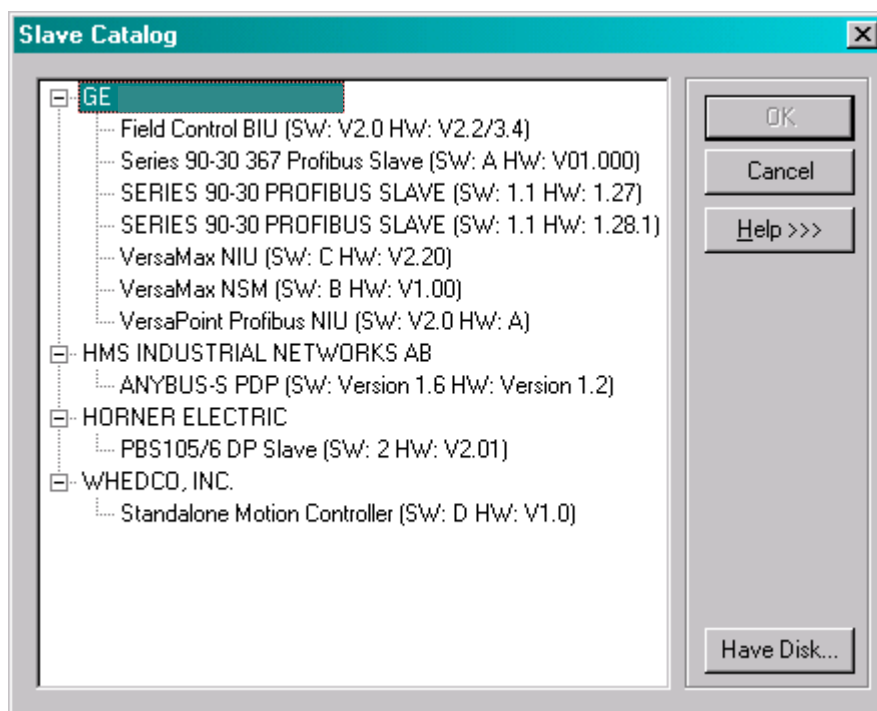 Slave Catalog
GE
Field Control BIU (SW: V2.0 HW: V2.2/3.4)
Series 90-30 367 Profibus Slave (SW: A HW: V01.000)
SERIES 90-30 PROFIBUS SLAVE (SW: 1.1 HW: 1.27)
SERIES 90-30 PROFIBUS SLAVE (SW: 1.1 HW: 1.28.1)
VersaMax NIU (SW: C HW: V2.20)
VersaMax NSM (SW: B HW: V1.00)
VersaPoint Profibus NIU (SW: V2.0 HW: A)
HMS INDUSTRIAL NETWORKS AB
ANYBUS-S PDP (SW: Version 1.6 HW: Version 1.2)
HORNER ELECTRIC
PBS105/6 DP Slave (SW: 2 HW: V2.01)
WHEDCO, INC.
Standalone Motion Controller (SW: D HW: V1.0)
OK
Cancel
Help >>>
Have Disk...